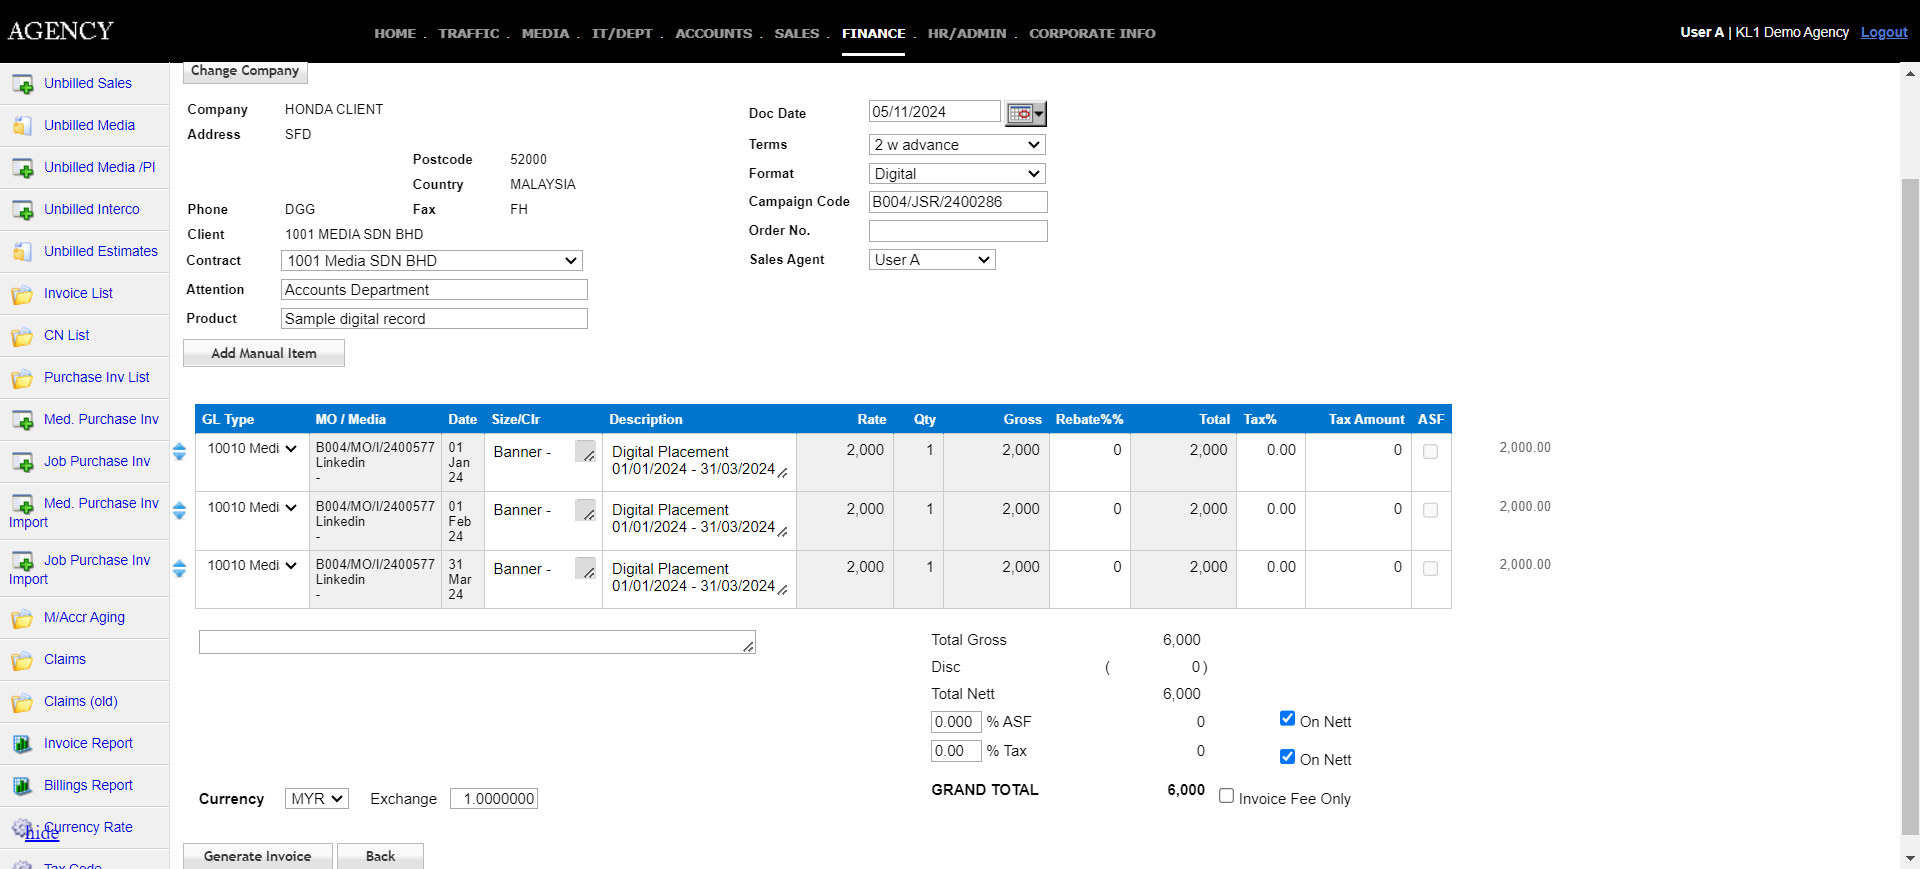 AGENCY
HOME . TRAFFIC . MEDIA . IT/DEPT . ACCOUNTS . SALES . FINANCE . HR/ADMIN . CORPORATE INFO
User A | KL1 Demo Agency Logout
Unbilled Sales
Unbilled Media
Unbilled Media /PI
Unbilled Interco
Unbilled Estimates
Invoice List
CN List
Purchase Inv List
Med. Purchase Inv
Job Purchase Inv
Med. Purchase Inv
Import
Job Purchase Inv
Import
M/Accr Aging
Claims
Claims (old)
Invoice Report
Billings Report
Currency Rate
hide
Tax Code
Change Company
Company HONDA CLIENT
Address SFD
Postcode 52000
Country MALAYSIA
Phone DGG Fax FH
Client 1001 MEDIA SDN BHD
Contract 1001 Media SDN BHD
Attention Accounts Department
Product Sample digital record
Doc Date 05/11/2024
Terms 2 w advance
Format Digital
Campaign Code B004/JSR/2400286
Order No.
Sales Agent User A
Add Manual Item
GL Type MO / Media Date Size/Clr Description Rate Qty Gross Rebate%% Total Tax% Tax Amount ASF
10010 Medi B004/MO/I/2400577 01 Banner - Digital Placement 2,000 1 2,000 0 2,000 0.00 0 2,000.00
Linkedin Jan 01/01/2024 - 31/03/2024
- 24
10010 Medi B004/MO/I/2400577 01 Banner - Digital Placement 2,000 1 2,000 0 2,000 0.00 0 2,000.00
Linkedin Feb 01/01/2024 - 31/03/2024
- 24
10010 Medi B004/MO/I/2400577 31 Banner - Digital Placement 2,000 1 2,000 0 2,000 0.00 0 2,000.00
Linkedin Mar 01/01/2024 - 31/03/2024
- 24
Total Gross 6,000
Disc ( 0 )
Total Nett 6,000
0.000 % ASF 0 On Nett
0.00 % Tax 0 On Nett
GRAND TOTAL 6,000 Invoice Fee Only
Currency MYR Exchange 1.0000000
Generate Invoice Back